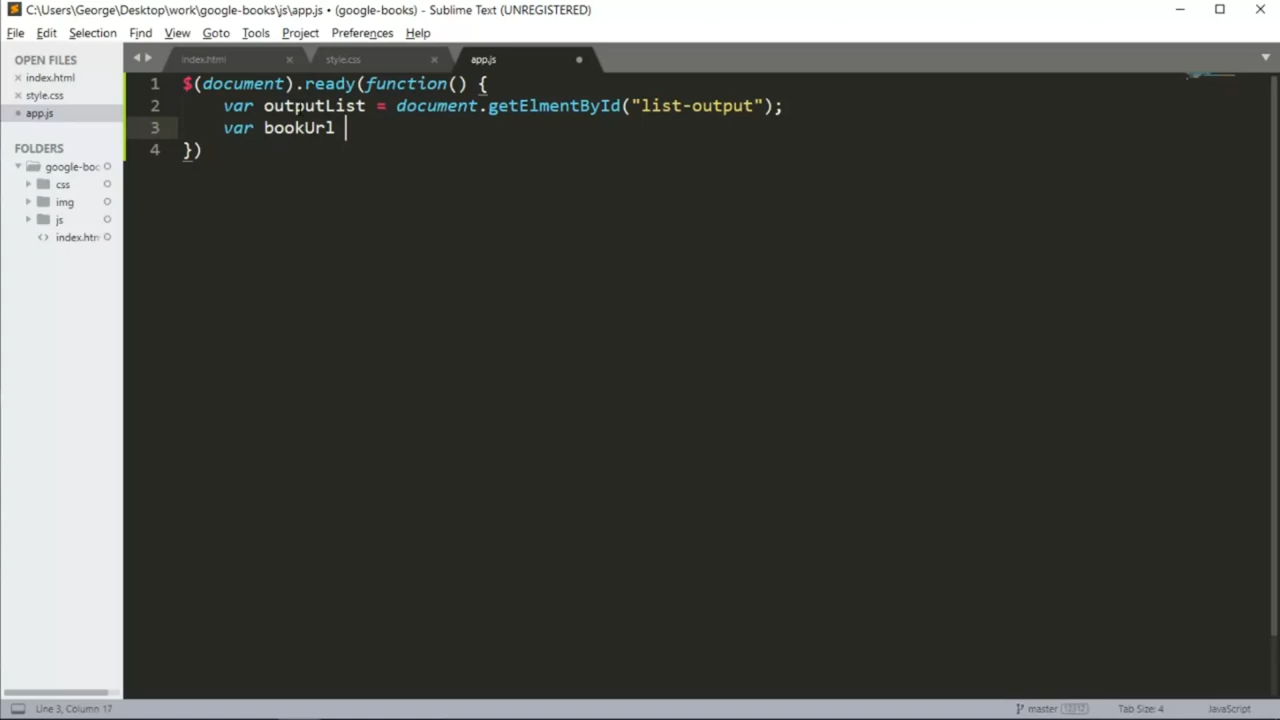 C:\Users\George\Desktop\work\google-books\js\app.js • (google-books) - Sublime Text (UNREGISTERED)
File Edit Selection Find View Goto Tools Project Preferences Help
OPEN FILES
index.html
style.css
app.js
FOLDERS
google-boo
css
img
js
index.htm
index.html style.css app.js
1 $(document).ready(function() {
2 var outputList = document.getElmentById("list-output");
3 var bookUrl
4 })
Line 3, Column 17 master Tab Size: 4 JavaScript